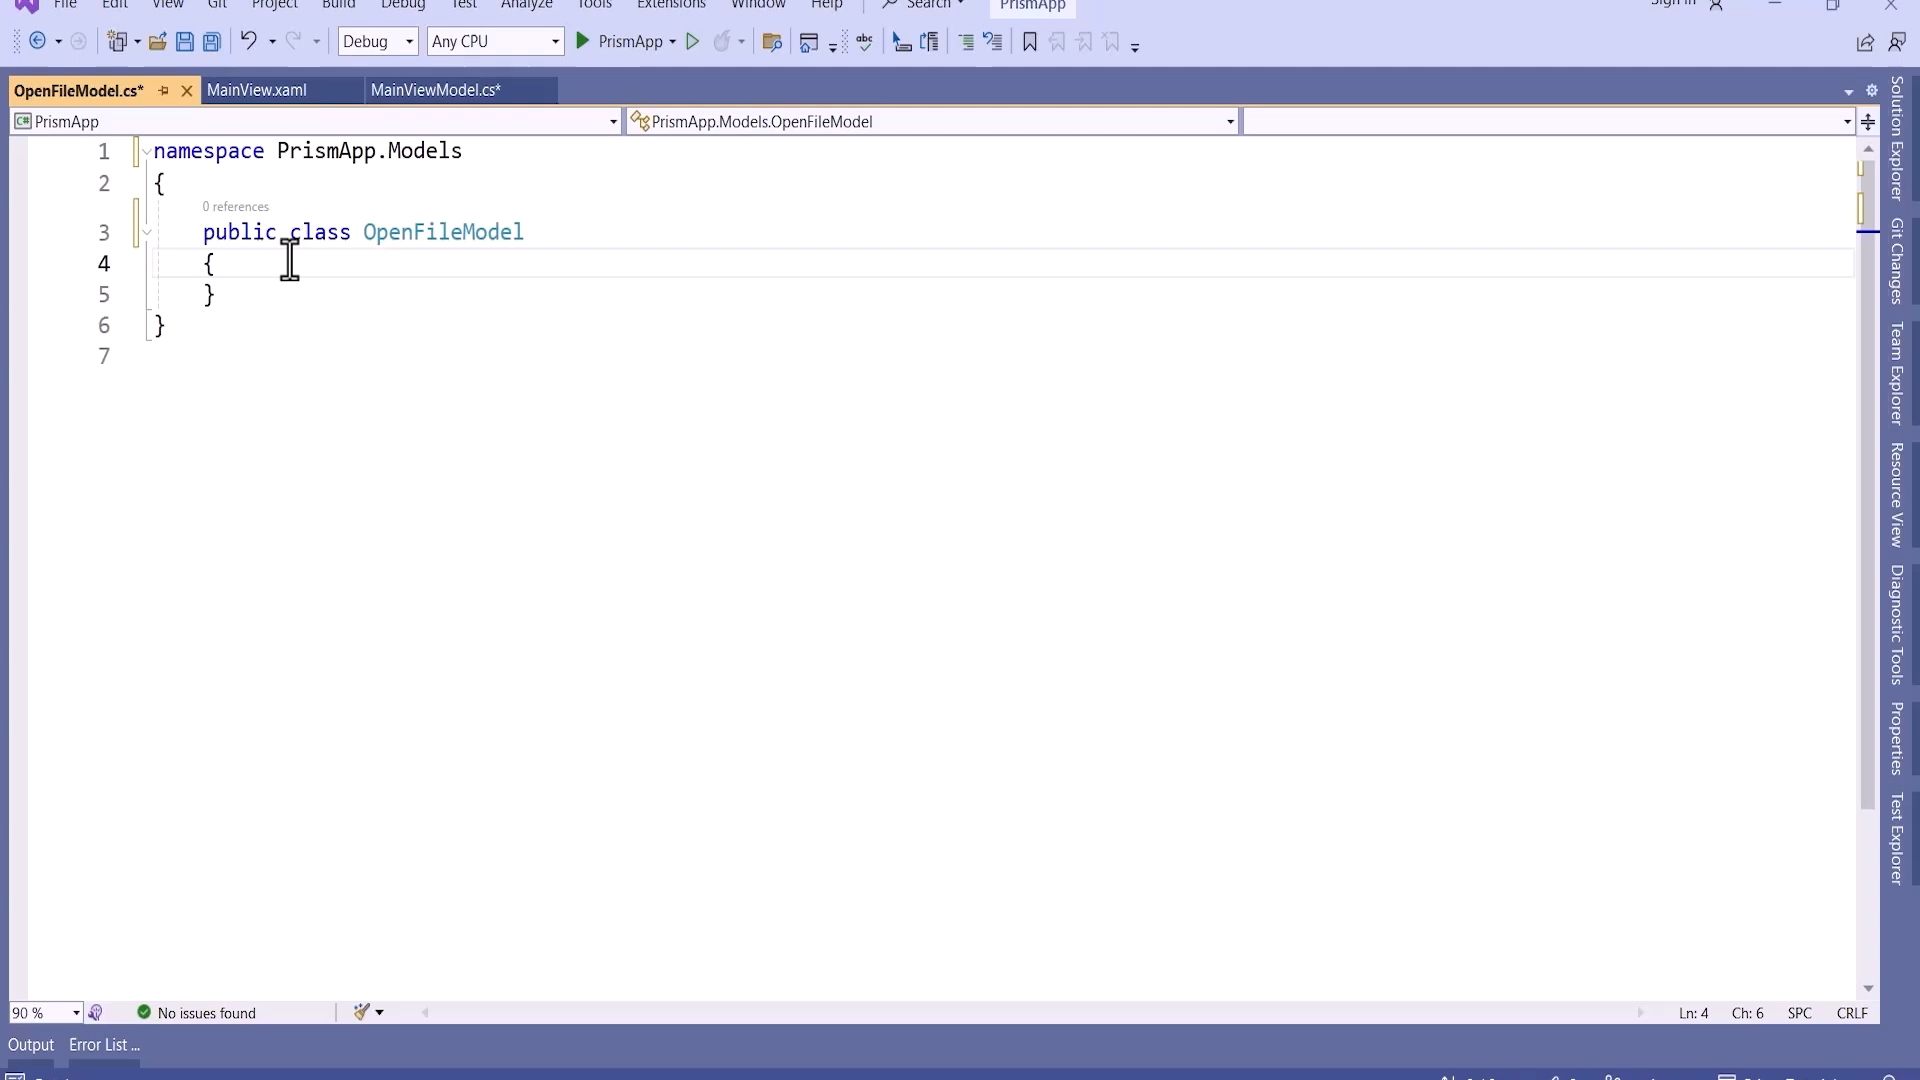 File Edit View Git Project Build Debug Test Analyze Tools Extensions Window Help Search PrismApp Sign in
Debug Any CPU PrismApp abc
OpenFileModel.cs* MainView.xaml MainViewModel.cs*
C# PrismApp PrismApp.Models.OpenFileModel
1 namespace PrismApp.Models
2 {
0 references
3 public class OpenFileModel
4 {
5 }
6 }
7
Solution Explorer
Git Changes
Team Explorer
Resource View
Diagnostic Tools
Properties
Test Explorer
90 % No issues found Ln: 4 Ch: 6 SPC CRLF
Output Error List ...